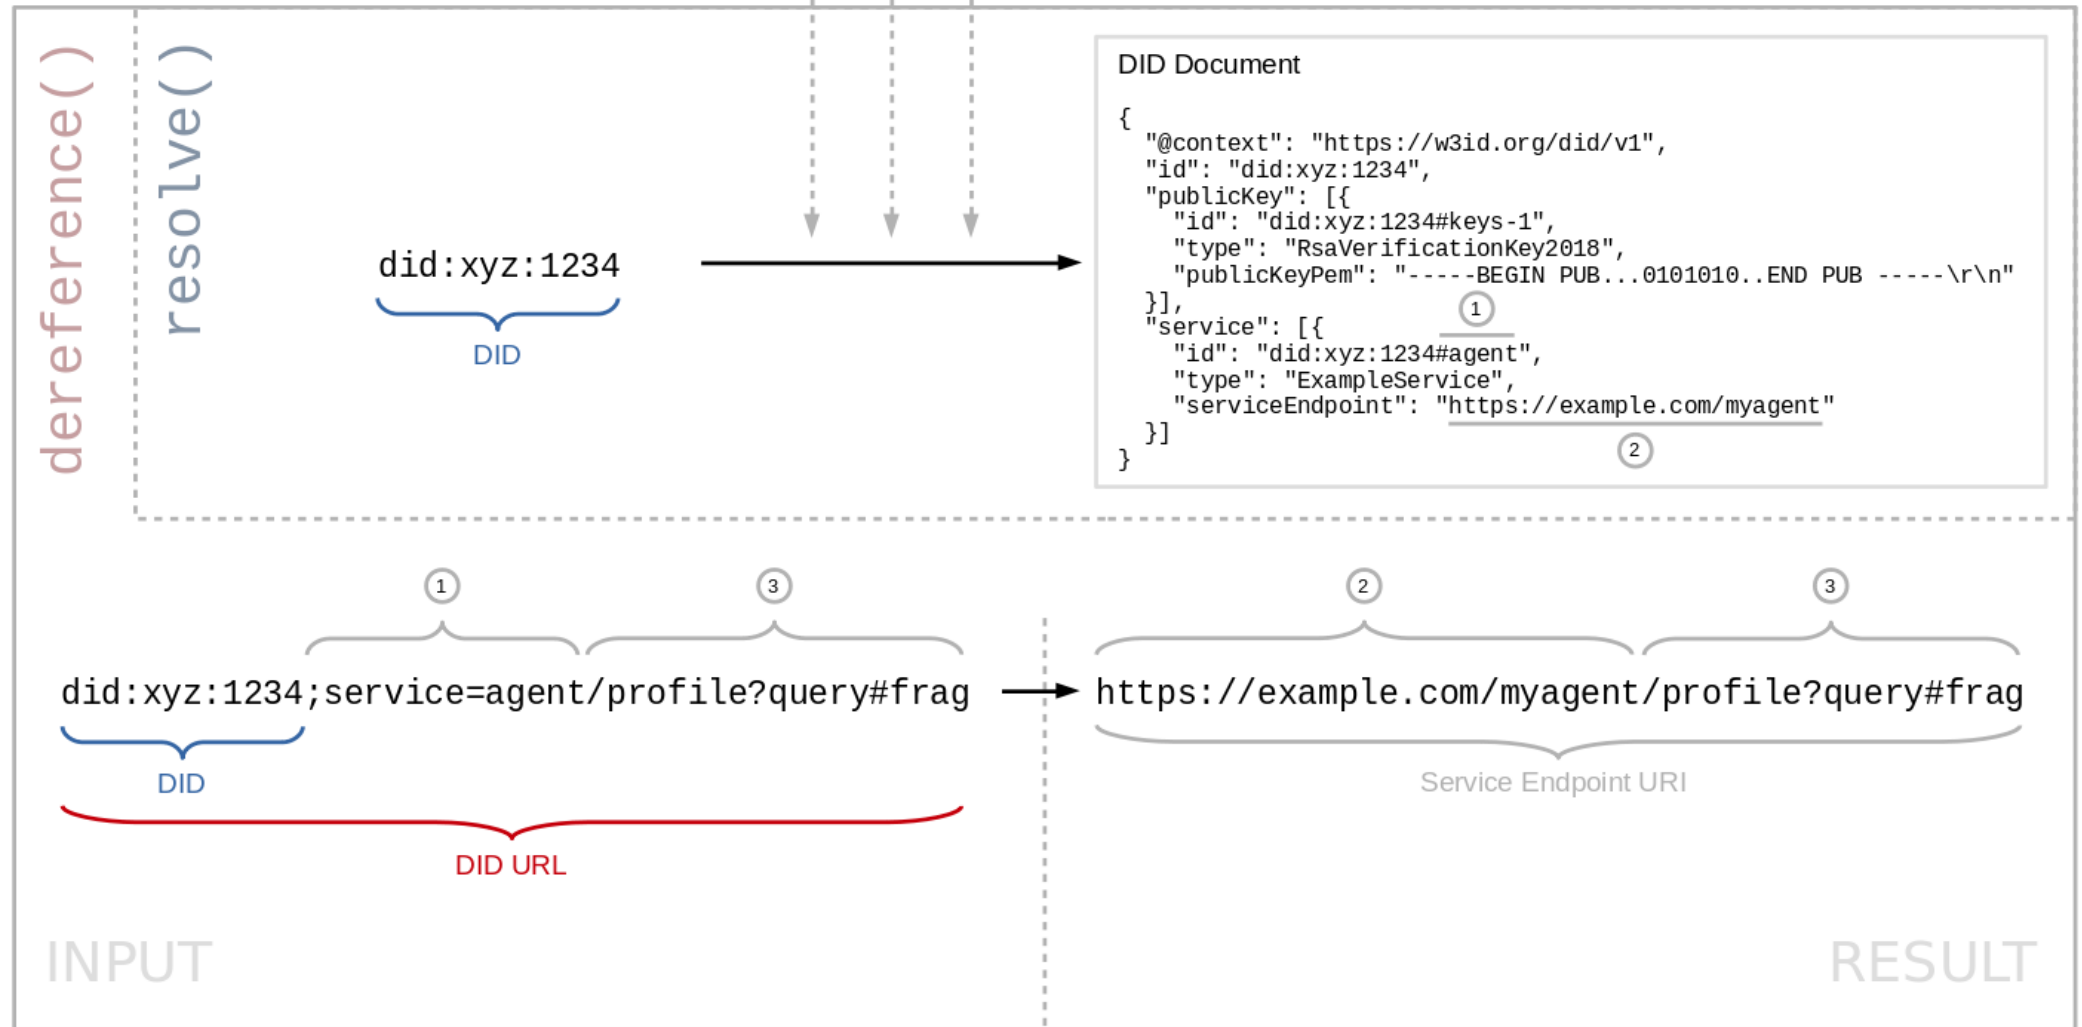 dereference()
resolve()
did:xyz:1234
DID
DID Document
{
"@context": "https://w3id.org/did/v1",
"id": "did:xyz:1234",
"publicKey": [{
"id": "did:xyz:1234#keys-1",
"type": "RsaVerificationKey2018",
"publicKeyPem": "-----BEGIN PUB...0101010..END PUB -----\r\n"
}],
1
"service": [{
"id": "did:xyz:1234#agent",
"type": "ExampleService",
"serviceEndpoint": "https://example.com/myagent"
}]
2
}
1
3
2
3
did:xyz:1234;service=agent/profile?query#frag
https://example.com/myagent/profile?query#frag
DID
Service Endpoint URI
DID URL
INPUT
RESULT